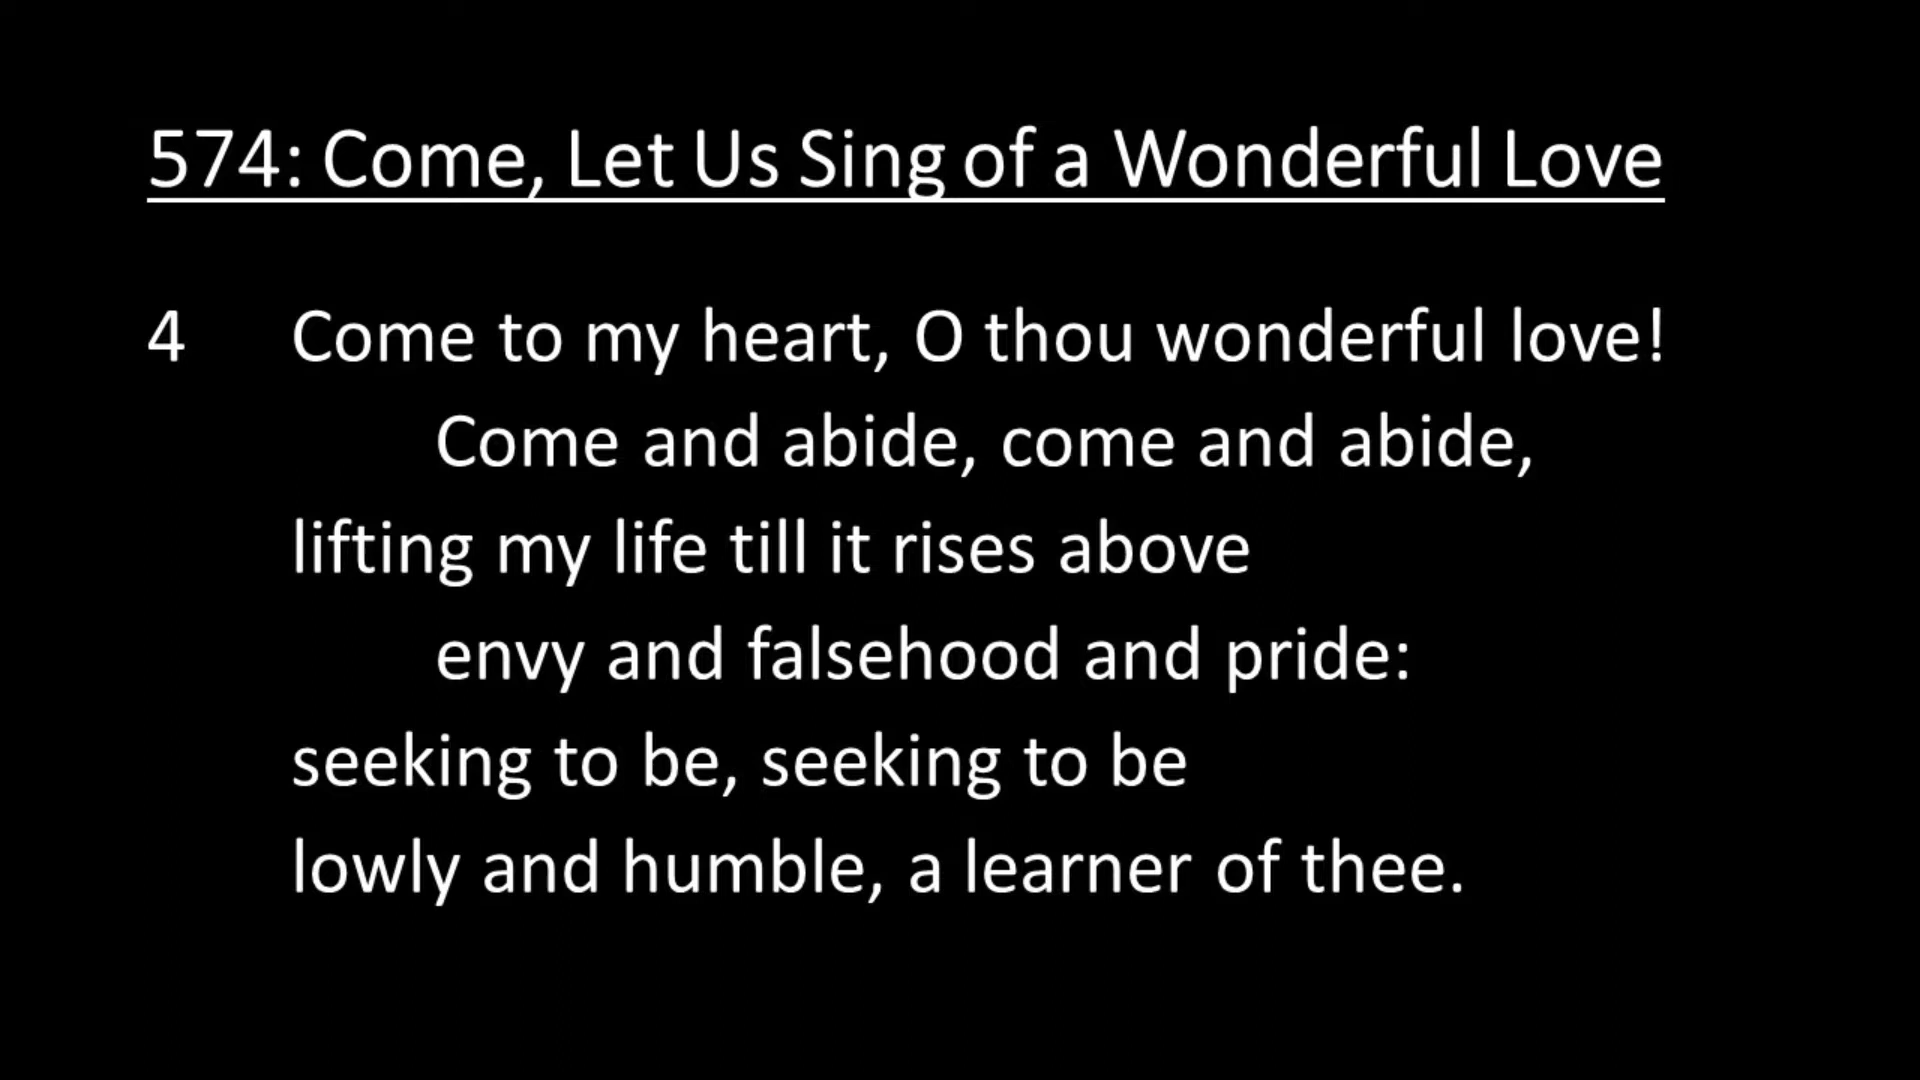 574: Come, Let Us Sing of a Wonderful Love
4 Come to my heart, O thou wonderful love!
Come and abide, come and abide,
lifting my life till it rises above
envy and falsehood and pride:
seeking to be, seeking to be
lowly and humble, a learner of thee.